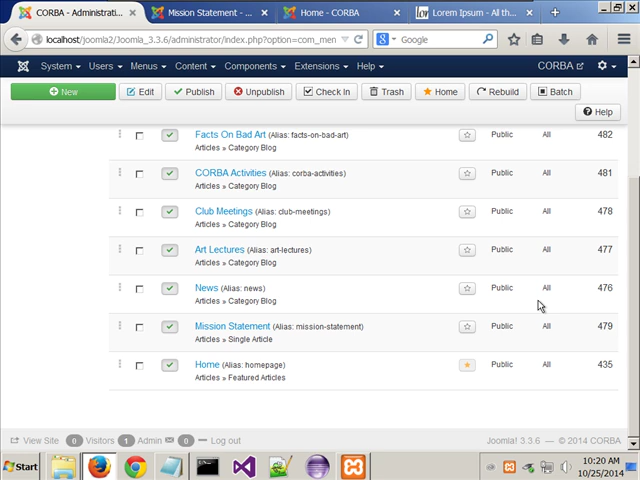 CORBA - Administrati...
Mission Statement - ...
Home - CORBA
Lorem Ipsum - All th...
localhost/joomla2/Joomla_3.3.6/administrator/index.php?option=com_men
Google
System Users Menus Content Components Extensions Help CORBA
New Edit Publish Unpublish Check In Trash Home Rebuild Batch
Help
Facts On Bad Art (Alias: facts-on-bad-art) Public All 482
Articles » Category Blog
CORBA Activities (Alias: corba-activities) Public All 481
Articles » Category Blog
Club Meetings (Alias: club-meetings) Public All 478
Articles » Category Blog
Art Lectures (Alias: art-lectures) Public All 477
Articles » Category Blog
News (Alias: news) Public All 476
Articles » Category Blog
Mission Statement (Alias: mission-statement) Public All 479
Articles » Single Article
Home (Alias: homepage) Public All 435
Articles » Featured Articles
View Site 0 Visitors 1 Admin 0 Log out Joomla! 3.3.6 — © 2014 CORBA
Start 10:20 AM
10/25/2014